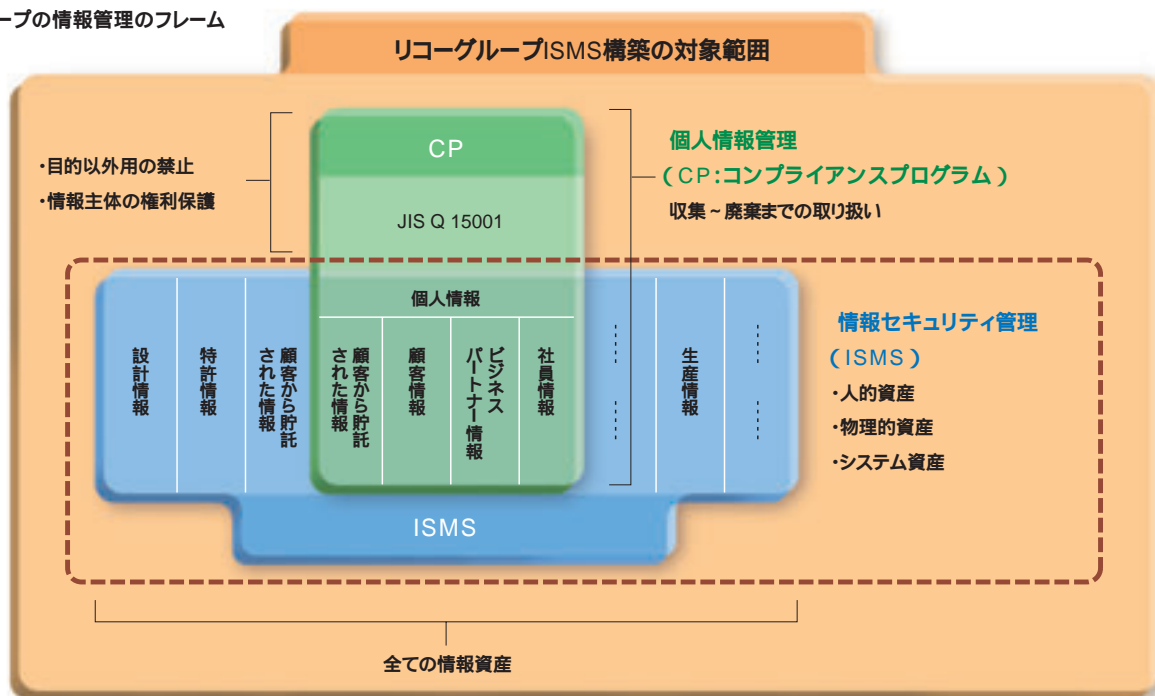 ープの情報管理のフレーム
リコーグループISMS構築の対象範囲
・目的以外用の禁止
・情報主体の権利保護
CP
JIS Q 15001
個人情報管理
（CP：コンプライアンスプログラム）
収集～廃棄までの取り扱い
個人情報
設計情報
特許情報
顧客から貯託
された情報
顧客から貯託
された情報
顧客情報
ビジネス
パートナー情報
社員情報
生産情報
情報セキュリティ管理
（ISMS）
・人的資産
・物理的資産
・システム資産
ISMS
全ての情報資産